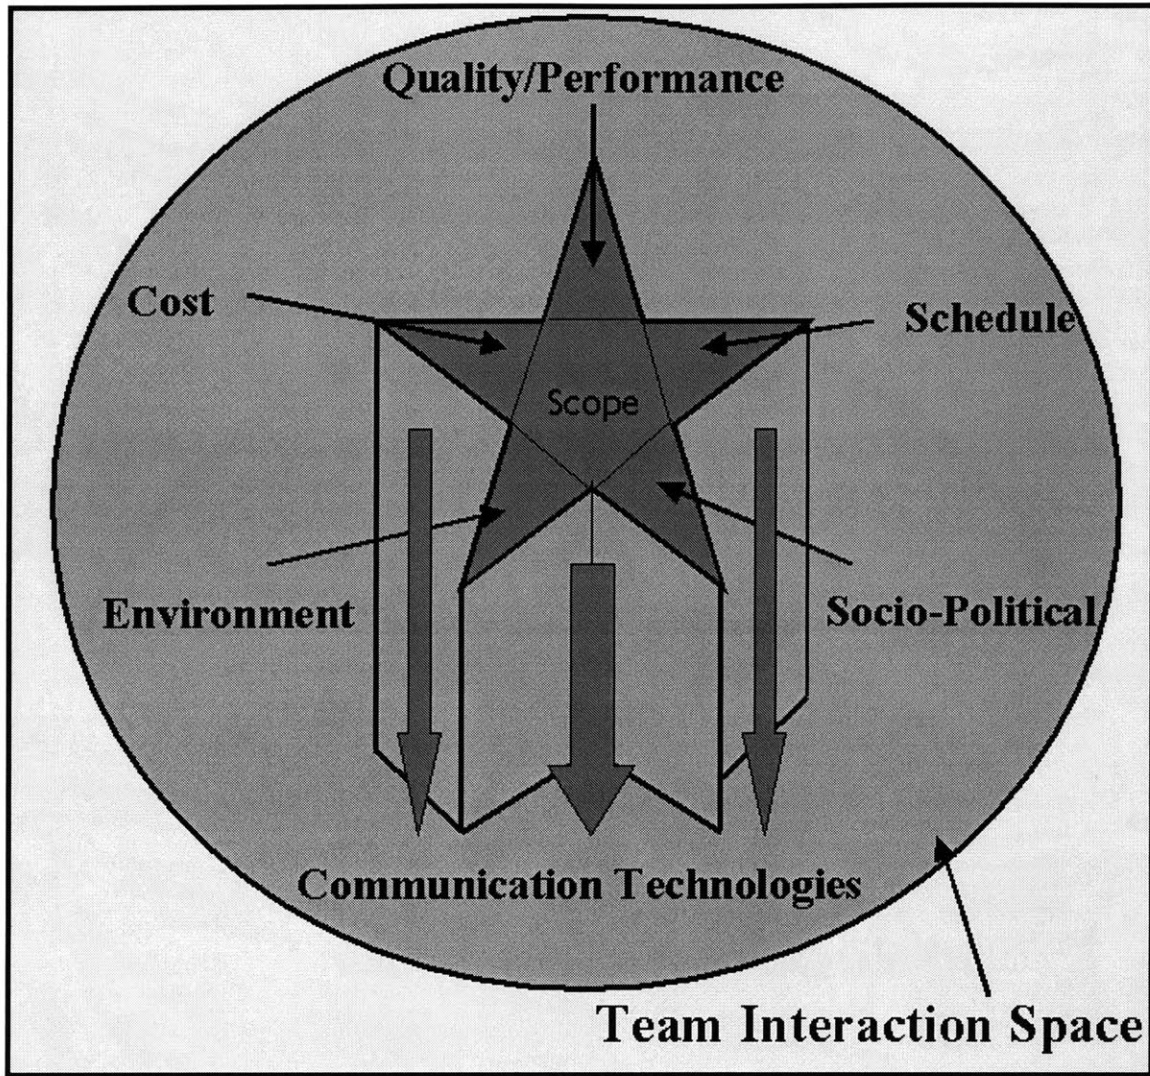 Quality/Performance
Cost
Schedule
Scope
Environment
Socio-Political
Communication Technologies
Team Interaction Space